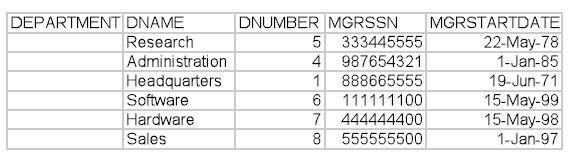 DEPARTMENT DNAME DNUMBER MGRSSN MGRSTARTDATE
Research 5 333445555 22-May-78
Administration 4 987654321 1-Jan-85
Headquarters 1 888665555 19-Jun-71
Software 6 111111100 15-May-99
Hardware 7 444444400 15-May-98
Sales 8 555555500 1-Jan-97